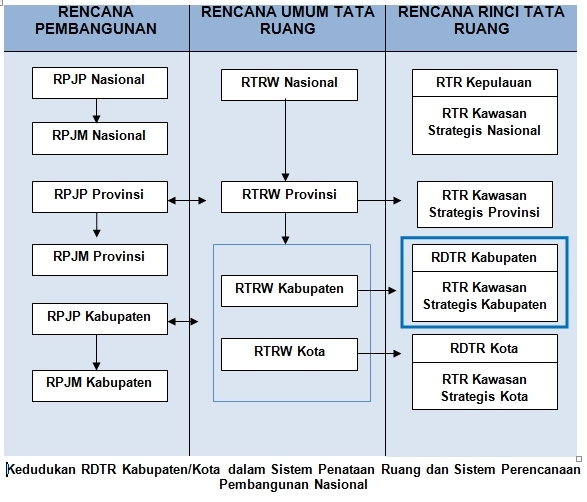 RENCANA
PEMBANGUNAN
RENCANA UMUM TATA
RUANG
RENCANA RINCI TATA
RUANG
RPJP Nasional
RPJM Nasional
RPJP Provinsi
RPJM Provinsi
RPJP Kabupaten
RPJM Kabupaten
RTRW Nasional
RTRW Provinsi
RTRW Kabupaten
RTRW Kota
RTR Kepulauan
RTR Kawasan
Strategis Nasional
RTR Kawasan
Strategis Provinsi
RDTR Kabupaten
RTR Kawasan
Strategis Kabupaten
RDTR Kota
RTR Kawasan
Strategis Kota
Kedudukan RDTR Kabupaten/Kota dalam Sistem Penataan Ruang dan Sistem Perencanaan
Pembangunan Nasional